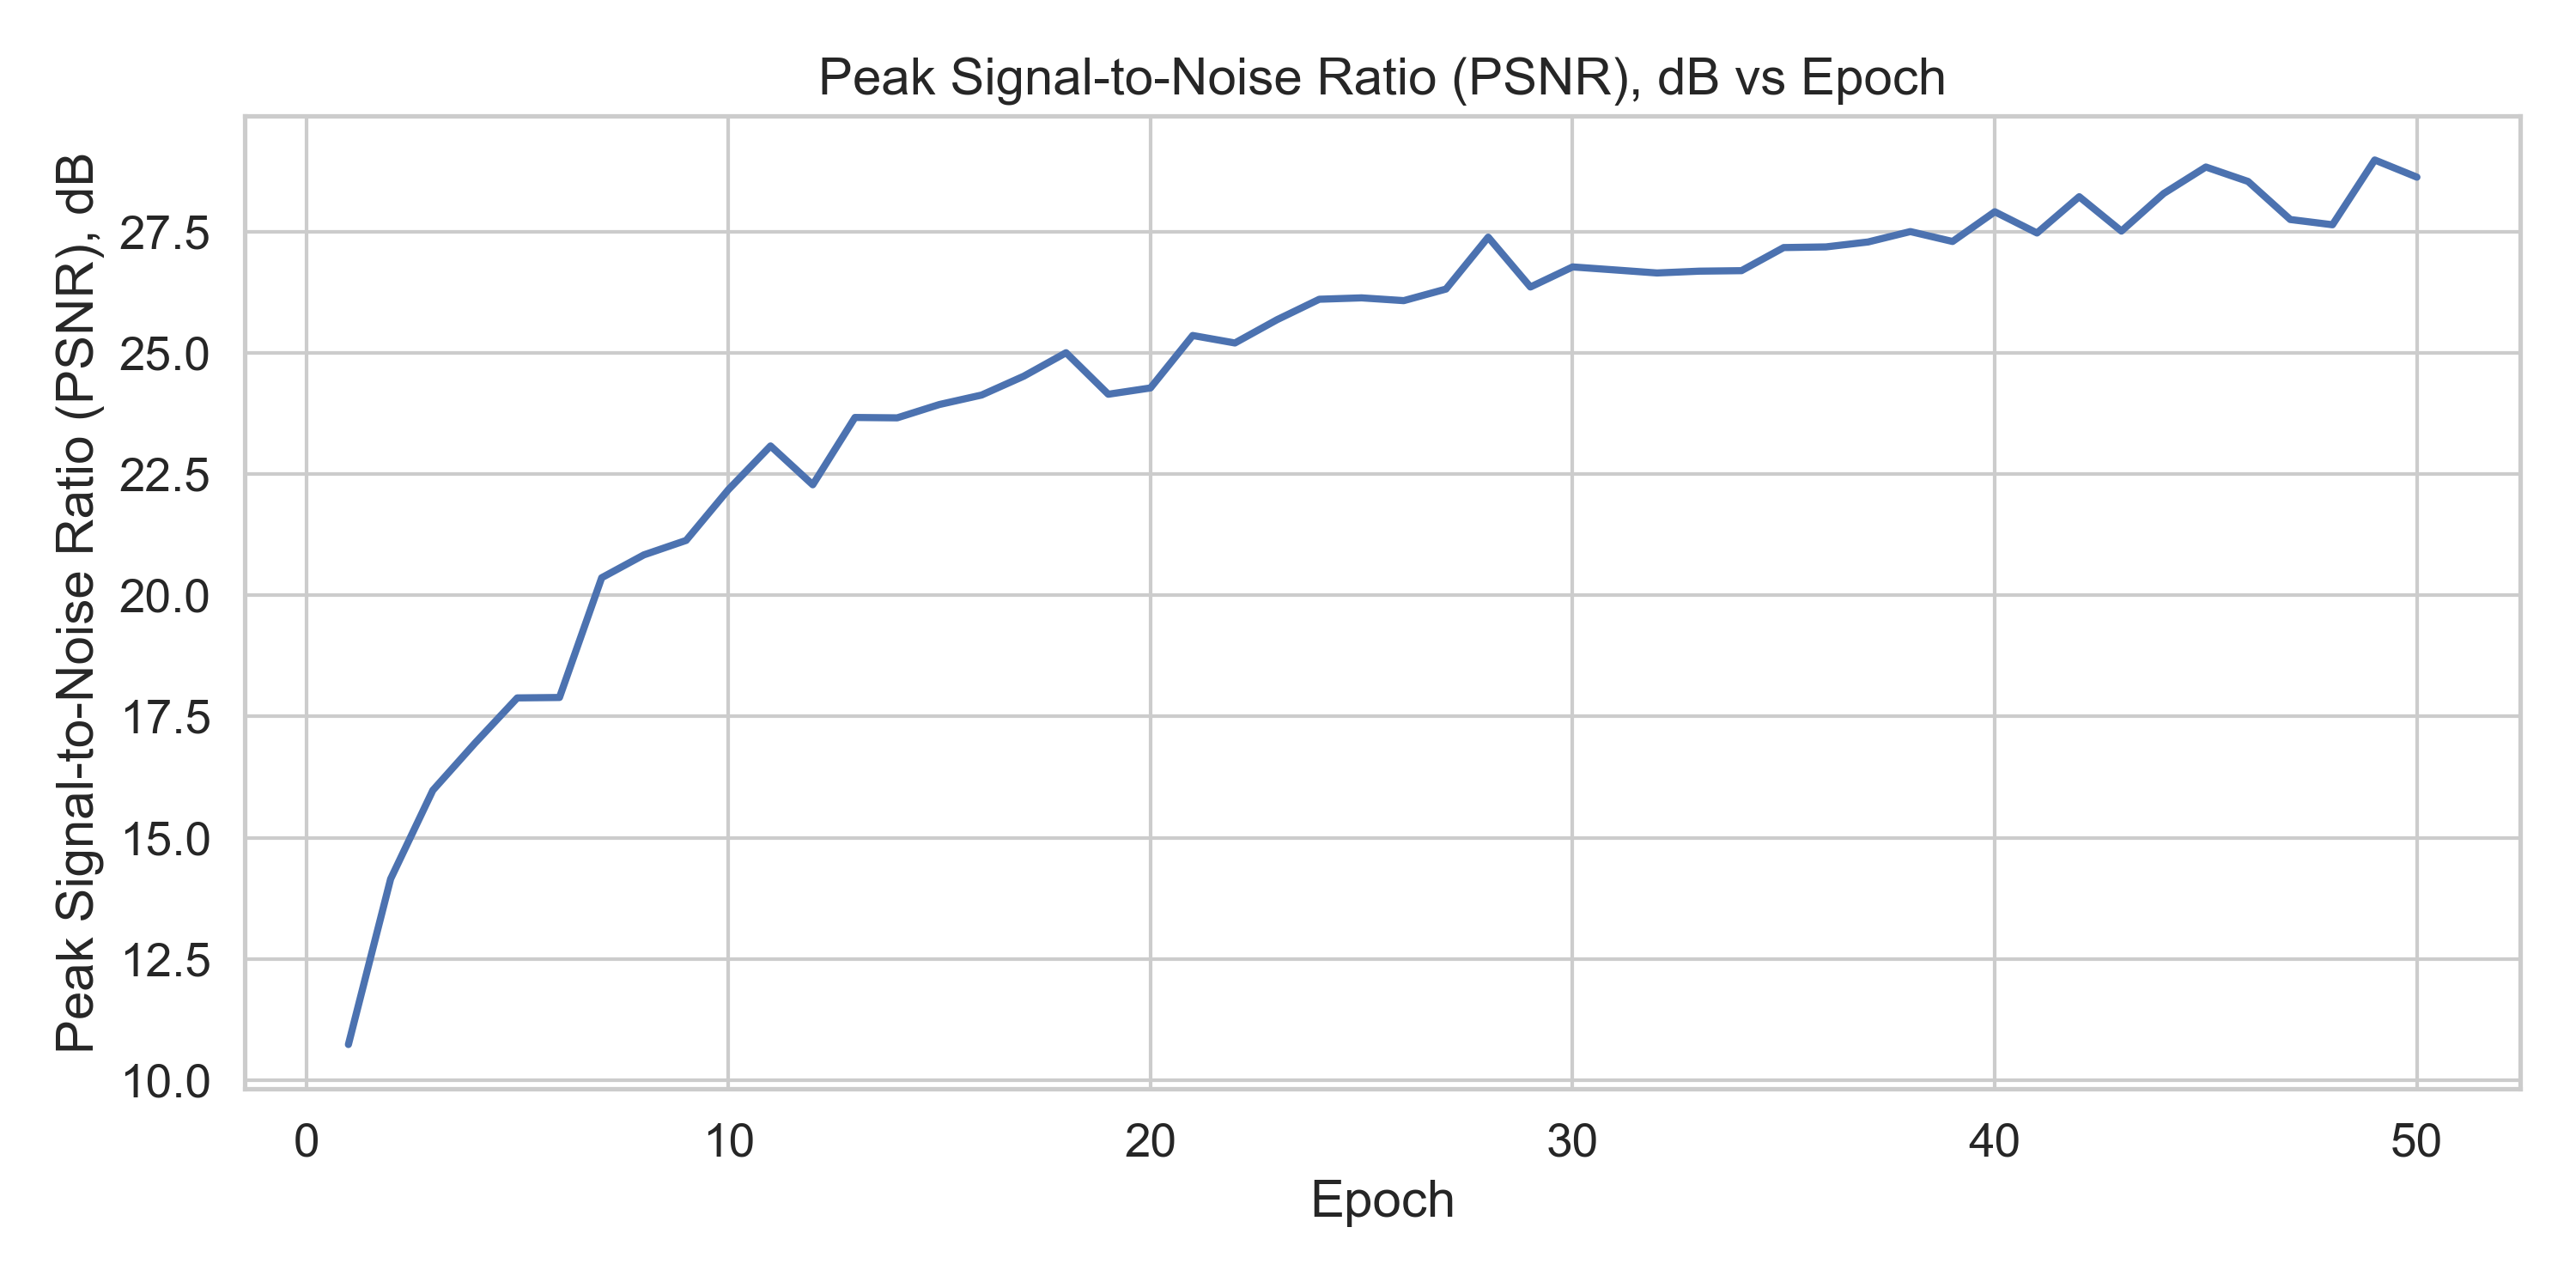 Peak Signal-to-Noise Ratio (PSNR), dB vs Epoch
Peak Signal-to-Noise Ratio (PSNR), dB
27.5
25.0
22.5
20.0
17.5
15.0
12.5
10.0
0 10 20 30 40 50
Epoch